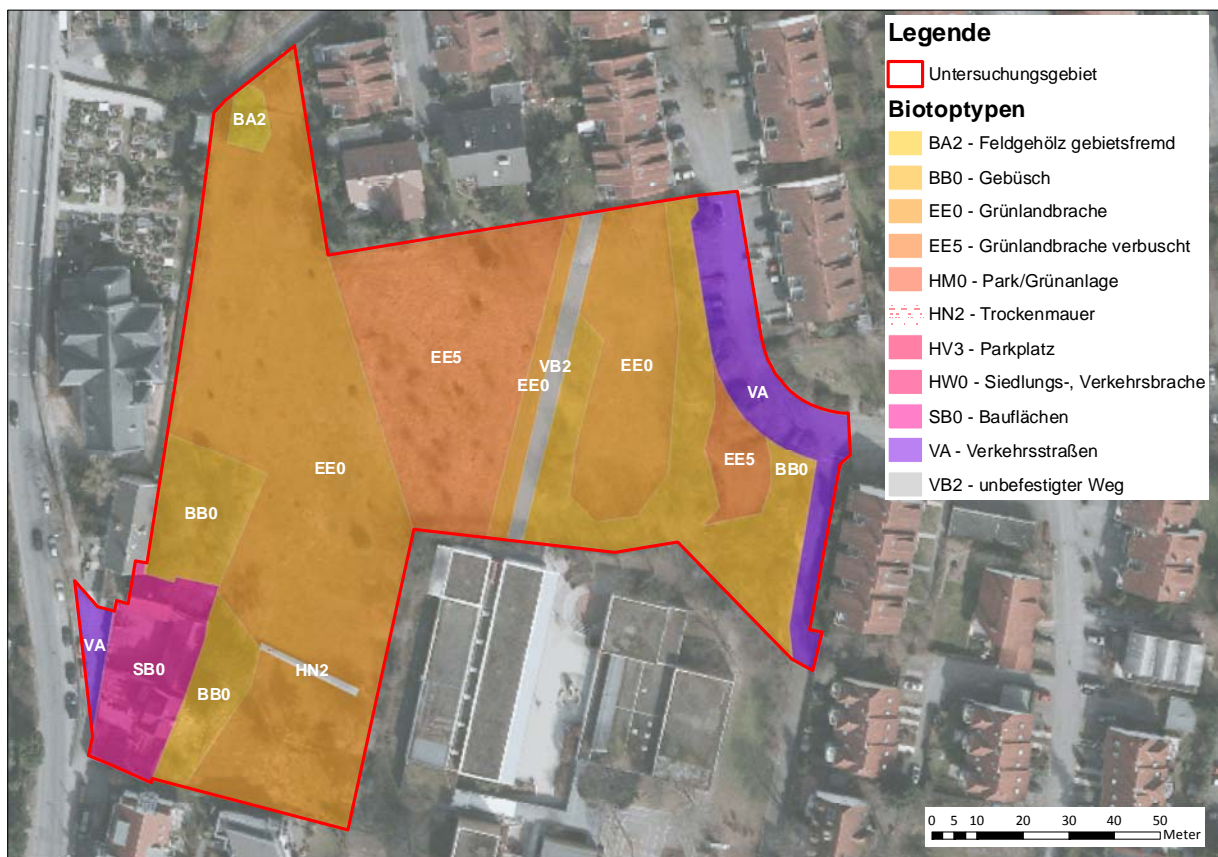 Legende
Untersuchungsgebiet
Biotoptypen
BA2 - Feldgehölz gebietsfremd
BB0 - Gebüsch
EE0 - Grünlandbrache
EE5 - Grünlandbrache verbuscht
HM0 - Park/Grünanlage
HN2 - Trockenmauer
HV3 - Parkplatz
HW0 - Siedlungs-, Verkehrsbrache
SB0 - Bauflächen
VA - Verkehrsstraßen
VB2 - unbefestigter Weg
BA2
EE5
VB2
EE0
EE0
VA
EE0
EE5
BB0
BB0
VA
SB0
BB0
HN2
0 5 10 20 30 40 50
Meter